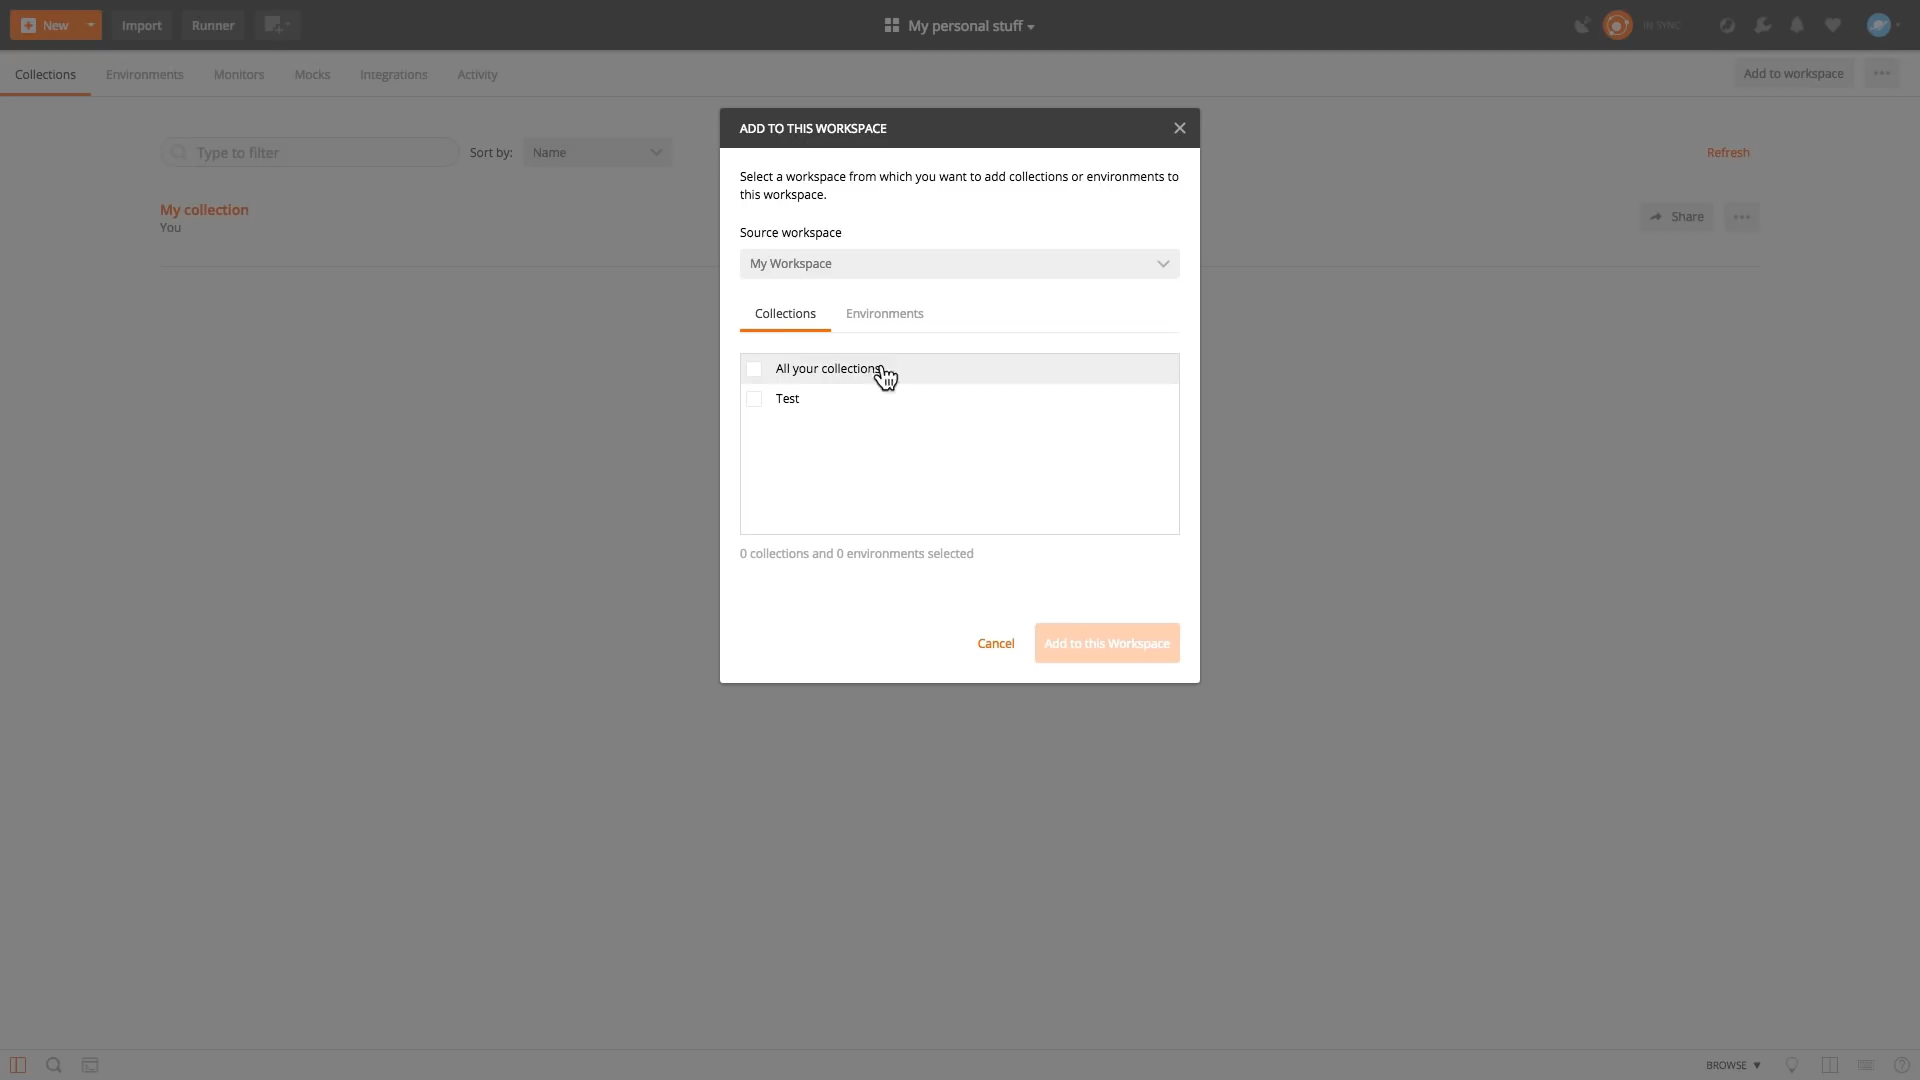 New
Import
Runner
My personal stuff
IN SYNC
Collections
Environments
Monitors
Mocks
Integrations
Activity
Add to workspace
ADD TO THIS WORKSPACE
Type to filter
Sort by:
Name
Refresh
Select a workspace from which you want to add collections or environments to
this workspace.
My collection
You
Share
Source workspace
My Workspace
Collections
Environments
All your collections
Test
0 collections and 0 environments selected
Cancel
Add to this Workspace
BROWSE